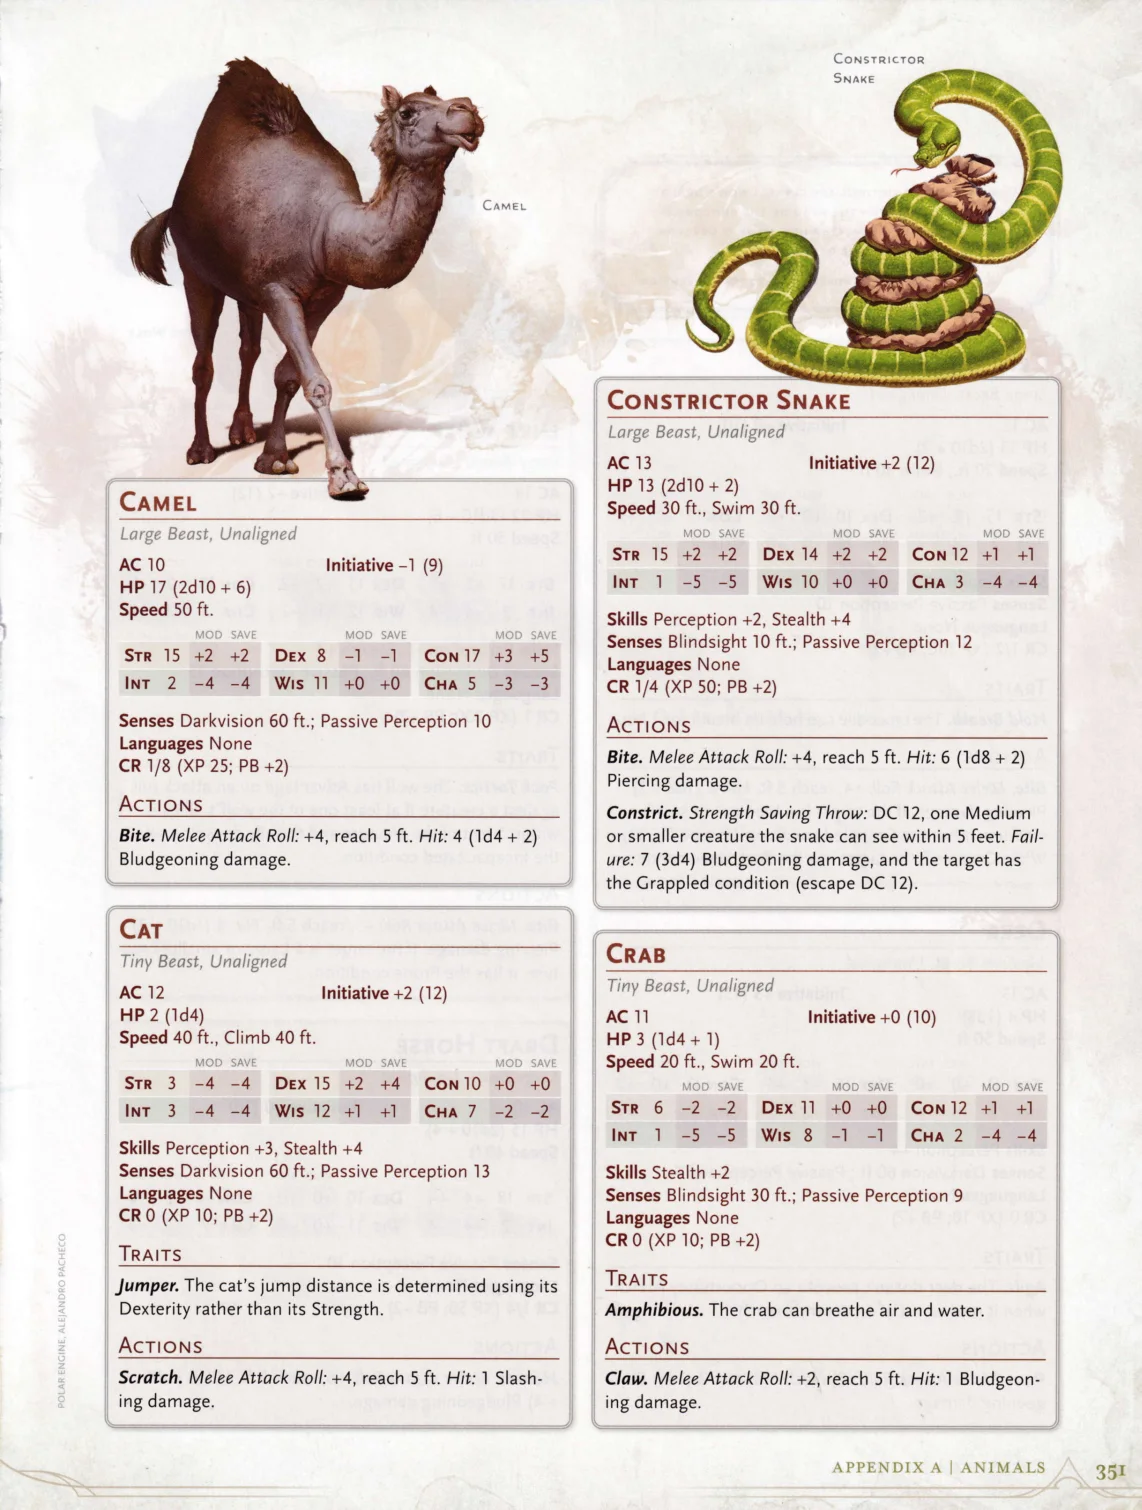 CAMEL
CONSTRICTOR
SNAKE
CAMEL
Large Beast, Unaligned
AC 10 Initiative –1 (9)
HP 17 (2d10 + 6)
Speed 50 ft.
MOD SAVE MOD SAVE MOD SAVE
STR 15 +2 +2 DEX 8 –1 –1 CON 17 +3 +5
INT 2 –4 –4 WIS 11 +0 +0 CHA 5 –3 –3
Senses Darkvision 60 ft.; Passive Perception 10
Languages None
CR 1/8 (XP 25; PB +2)
ACTIONS
Bite. Melee Attack Roll: +4, reach 5 ft. Hit: 4 (1d4 + 2)
Bludgeoning damage.
CAT
Tiny Beast, Unaligned
AC 12 Initiative +2 (12)
HP 2 (1d4)
Speed 40 ft., Climb 40 ft.
MOD SAVE MOD SAVE MOD SAVE
STR 3 –4 –4 DEX 15 +2 +4 CON 10 +0 +0
INT 3 –4 –4 WIS 12 +1 +1 CHA 7 –2 –2
Skills Perception +3, Stealth +4
Senses Darkvision 60 ft.; Passive Perception 13
Languages None
CR 0 (XP 10; PB +2)
TRAITS
Jumper. The cat's jump distance is determined using its
Dexterity rather than its Strength.
ACTIONS
Scratch. Melee Attack Roll: +4, reach 5 ft. Hit: 1 Slash-
ing damage.
CONSTRICTOR SNAKE
Large Beast, Unaligned
AC 13 Initiative +2 (12)
HP 13 (2d10 + 2)
Speed 30 ft., Swim 30 ft.
MOD SAVE MOD SAVE MOD SAVE
STR 15 +2 +2 DEX 14 +2 +2 CON 12 +1 +1
INT 1 –5 –5 WIS 10 +0 +0 CHA 3 –4 –4
Skills Perception +2, Stealth +4
Senses Blindsight 10 ft.; Passive Perception 12
Languages None
CR 1/4 (XP 50; PB +2)
ACTIONS
Bite. Melee Attack Roll: +4, reach 5 ft. Hit: 6 (1d8 + 2)
Piercing damage.
Constrict. Strength Saving Throw: DC 12, one Medium
or smaller creature the snake can see within 5 feet. Fail-
ure: 7 (3d4) Bludgeoning damage, and the target has
the Grappled condition (escape DC 12).
CRAB
Tiny Beast, Unaligned
AC 11 Initiative +0 (10)
HP 3 (1d4 + 1)
Speed 20 ft., Swim 20 ft.
MOD SAVE MOD SAVE MOD SAVE
STR 6 –2 –2 DEX 11 +0 +0 CON 12 +1 +1
INT 1 –5 –5 WIS 8 –1 –1 CHA 2 –4 –4
Skills Stealth +2
Senses Blindsight 30 ft.; Passive Perception 9
Languages None
CR 0 (XP 10; PB +2)
TRAITS
Amphibious. The crab can breathe air and water.
ACTIONS
Claw. Melee Attack Roll: +2, reach 5 ft. Hit: 1 Bludgeon-
ing damage.
POLAR ENGINE, ALEJANDRO PACHECO
APPENDIX A | ANIMALS 351